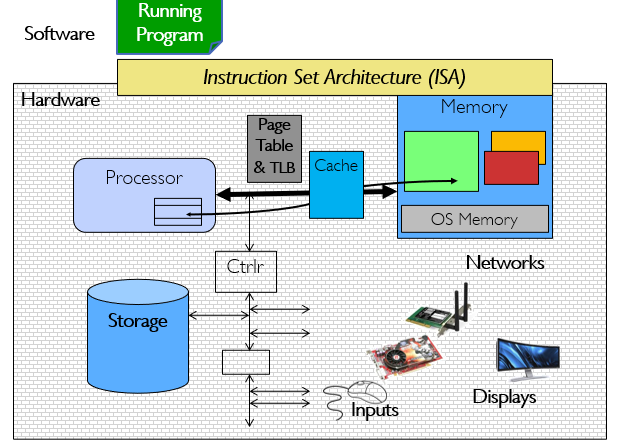 Running
Program
Software
Instruction Set Architecture (ISA)
Hardware
Memory
Page
Table
& TLB
Cache
Processor
OS Memory
Ctrlr
Networks
Storage
Displays
Inputs